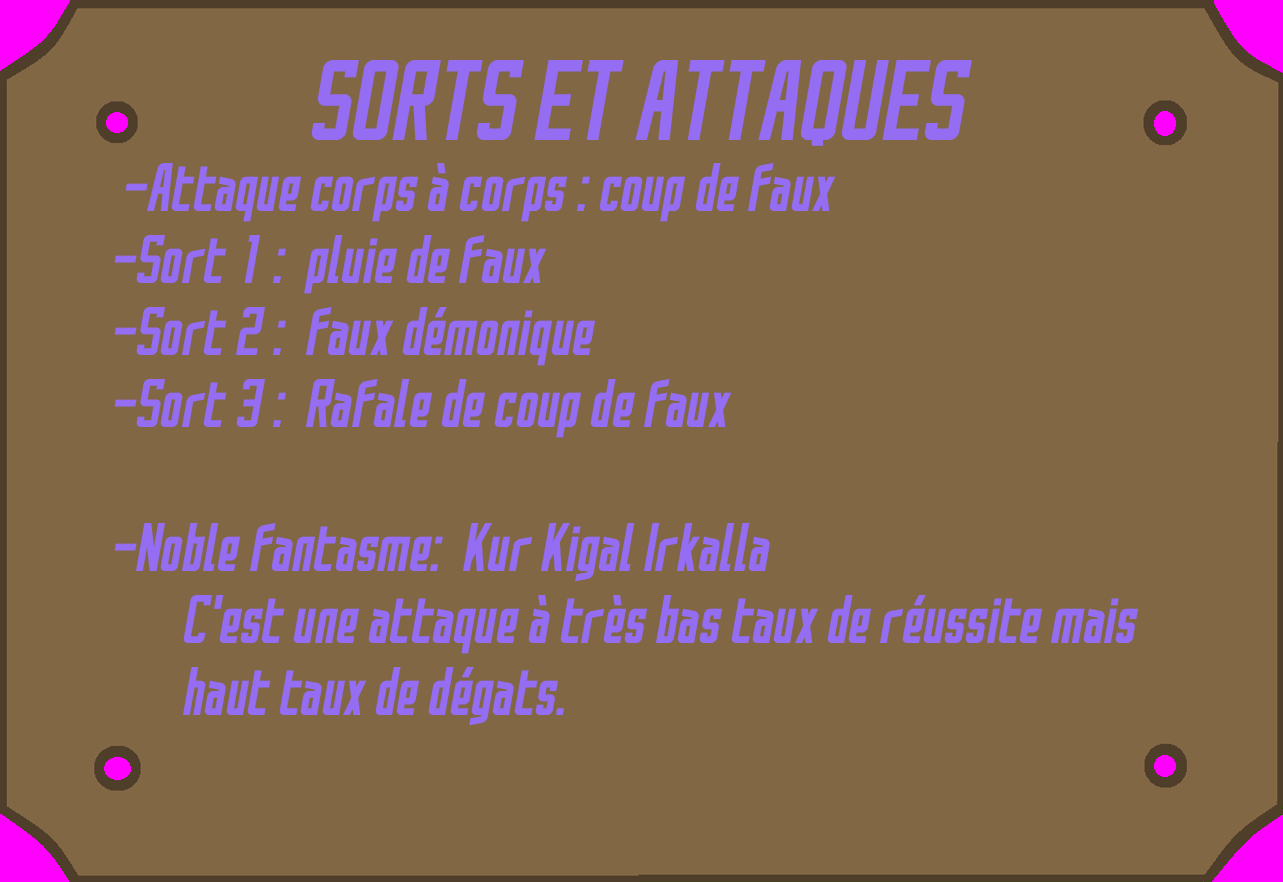 SORTS ET ATTAQUES
-Attaque corps à corps : coup de faux
-Sort 1 : pluie de faux
-Sort 2 : faux démonique
-Sort 3 : Rafale de coup de faux
-Noble fantasme: Kur Kigal Irkalla
C'est une attaque à très bas taux de réussite mais
haut taux de dégats.